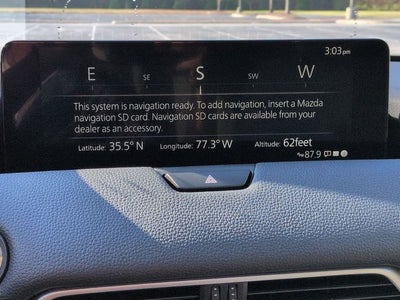 3:03 pm
E SE S SW W
This system is navigation ready. To add navigation, insert a Mazda
navigation SD card. Navigation SD cards are available from your
dealer as an accessory.
Latitude: 35.5° N Longitude: 77.3° W Altitude: 62feet
87.9